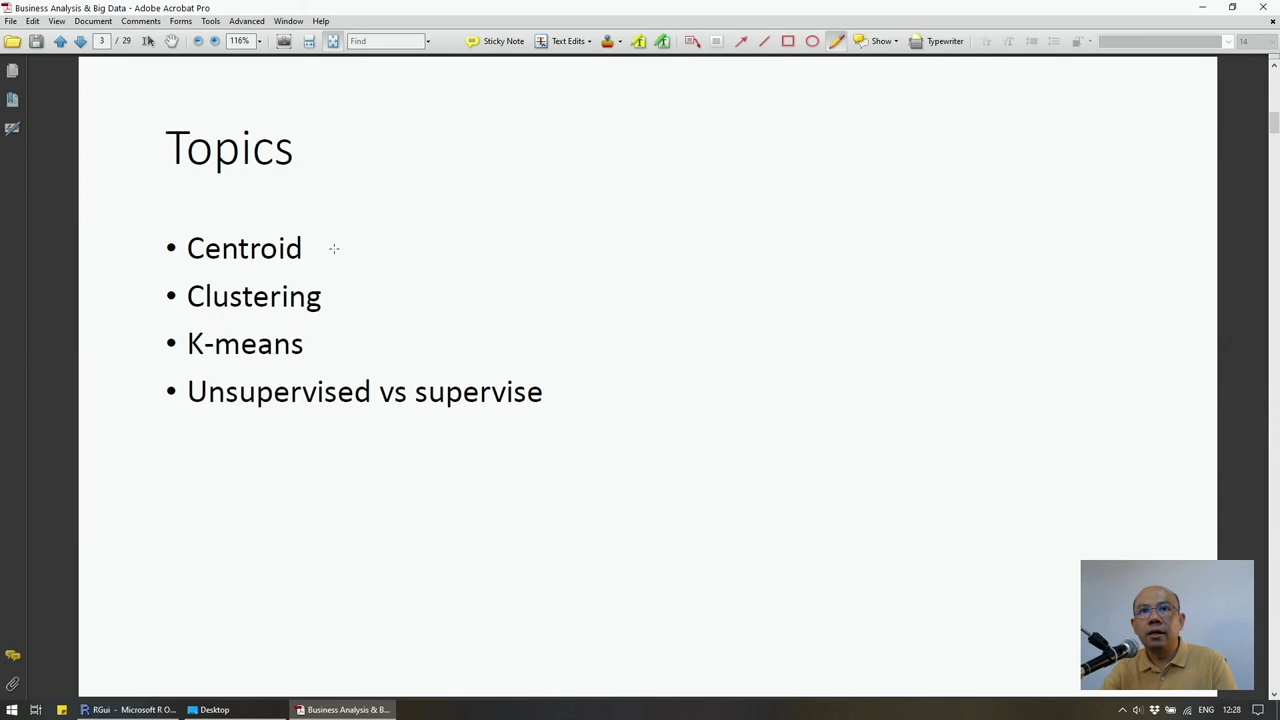 Business Analysis & Big Data - Adobe Acrobat Pro
File Edit View Document Comments Forms Tools Advanced Window Help
3 / 29 116% Find Sticky Note Text Edits Show Typewriter 14
Topics
• Centroid
• Clustering
• K-means
• Unsupervised vs supervise
RGui - Microsoft R O... Desktop Business Analysis & B... ENG 12:28